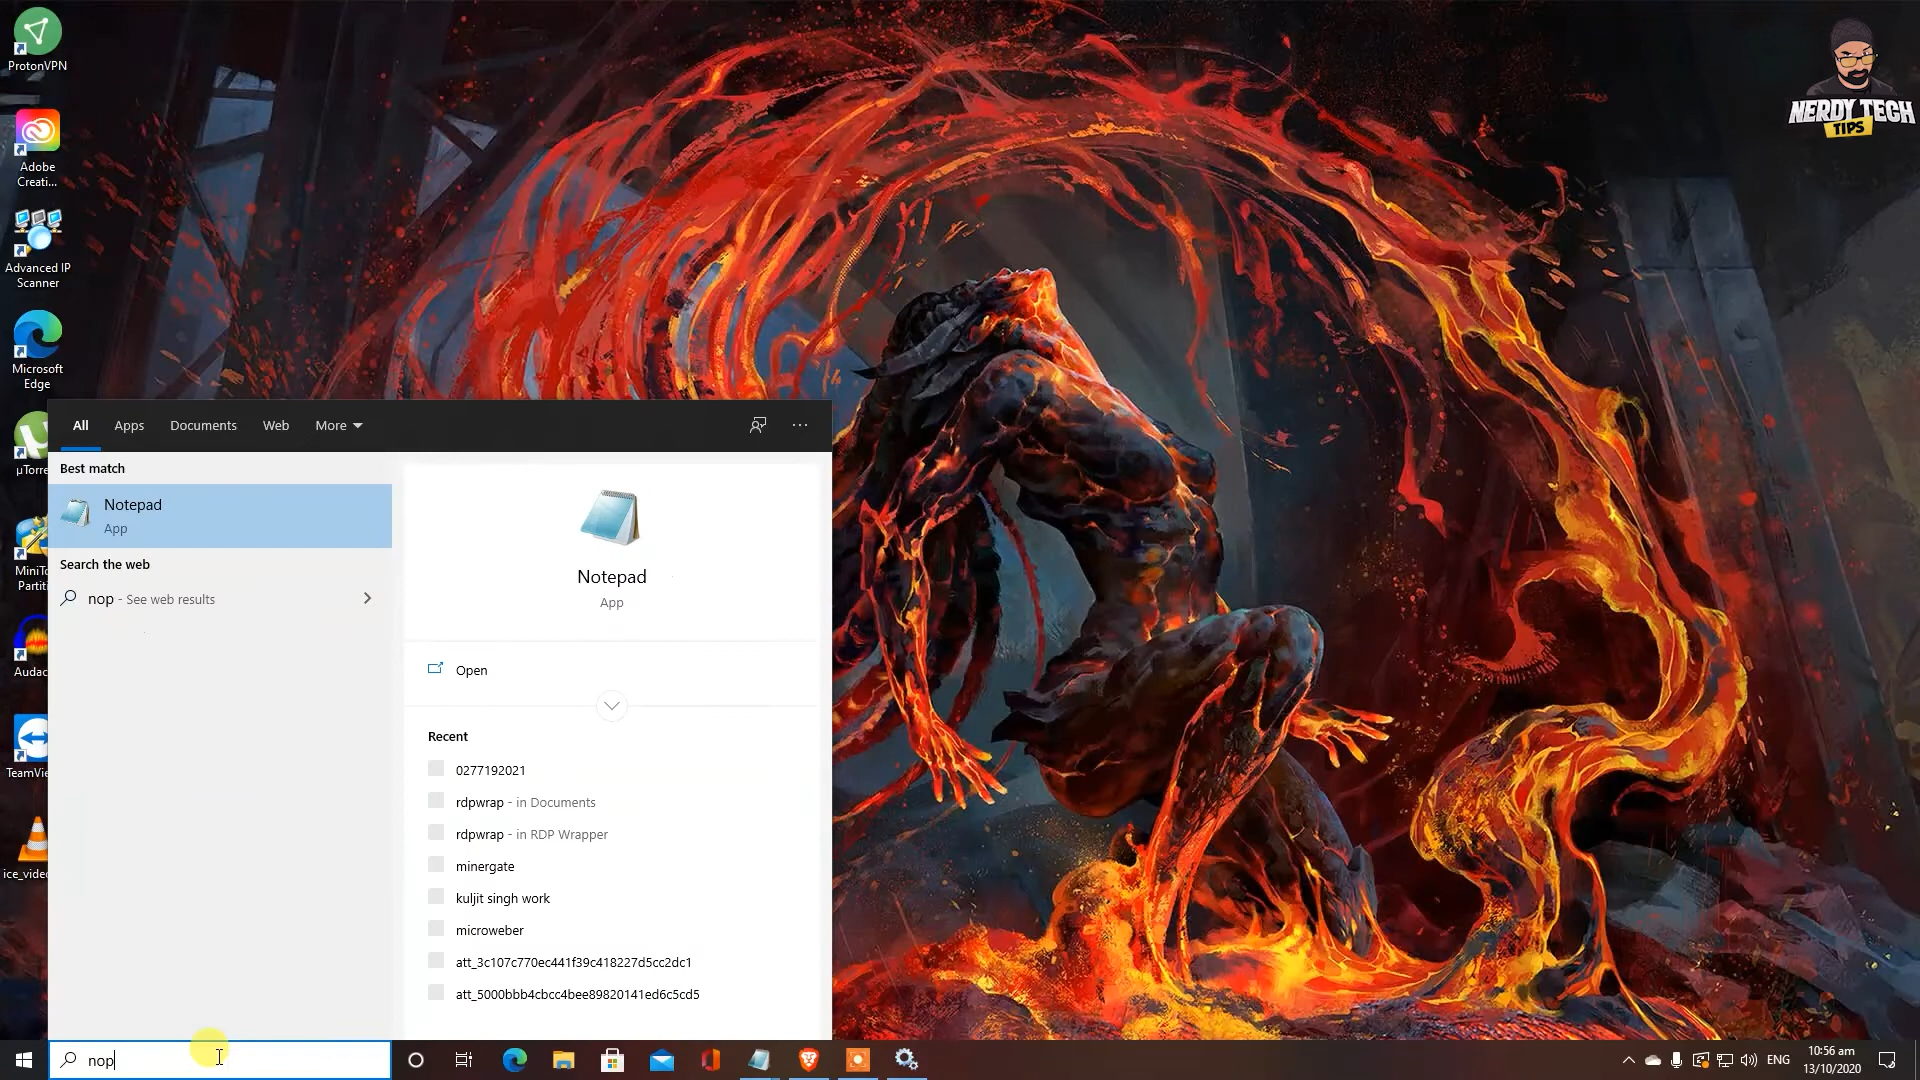 ProtonVPN
Adobe
Creati...
Advanced IP
Scanner
Microsoft
Edge
µTorre
MiniTo
Partiti
Audac
TeamVie
ice_video
NERDY TECH
TIPS
All
Apps
Documents
Web
More
Best match
Notepad
App
Search the web
nop - See web results
Notepad
App
Open
Recent
0277192021
rdpwrap - in Documents
rdpwrap - in RDP Wrapper
minergate
kuljit singh work
microweber
att_3c107c770ec441f39c418227d5cc2dc1
att_5000bbb4cbcc4bee89820141ed6c5cd5
nop
ENG
10:56 am
13/10/2020